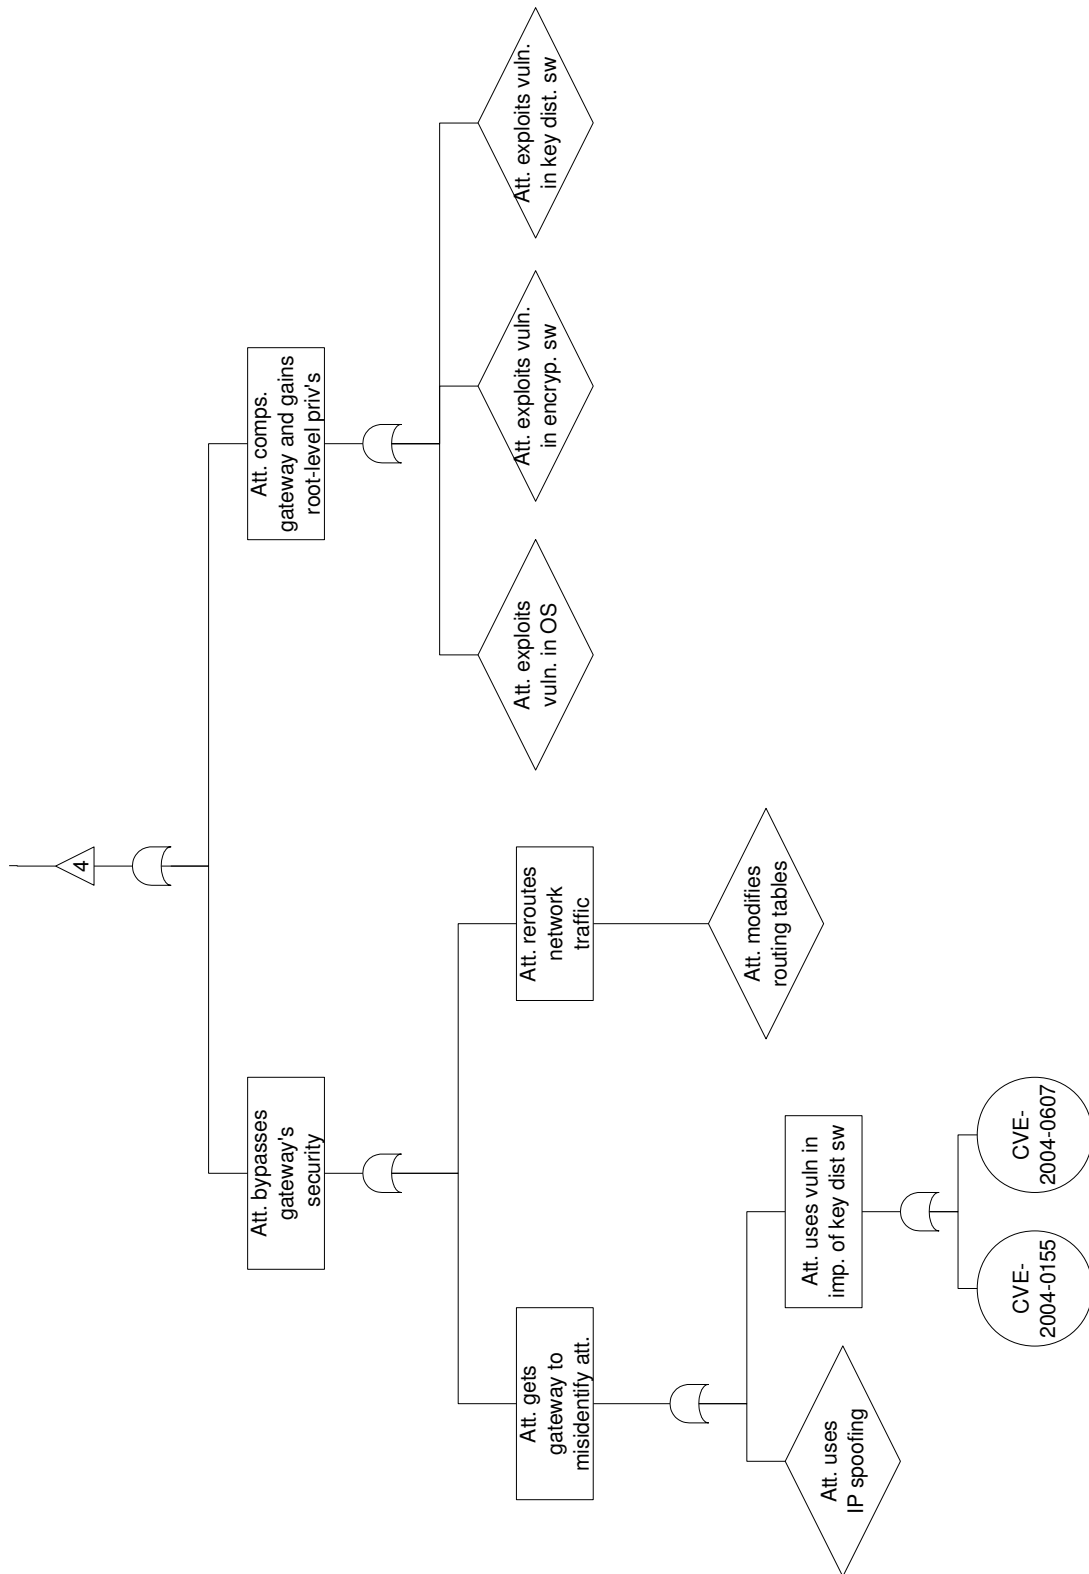 4
Att. bypasses
gateway's
security
Att. comps.
gateway and gains
root-level priv's
Att. gets
gateway to
misidentify att.
Att. reroutes
network
traffic
Att. exploits
vuln. in OS
Att. exploits vuln.
in encryp. sw
Att. exploits vuln.
in key dist. sw
Att. uses
IP spoofing
Att. uses vuln in
imp. of key dist sw
Att. modifies
routing tables
CVE-
2004-0155
CVE-
2004-0607